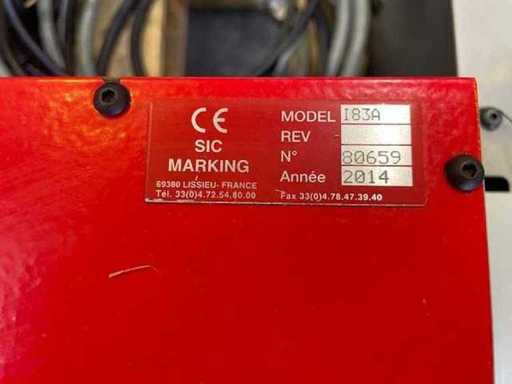 CE
SIC
MARKING
69380 LISSIEU- FRANCE
Tél. 33(0)4.72.54.80.00
MODEL I83A
REV
N° 80659
Année 2014
Fax 33(0)4.78.47.39.40